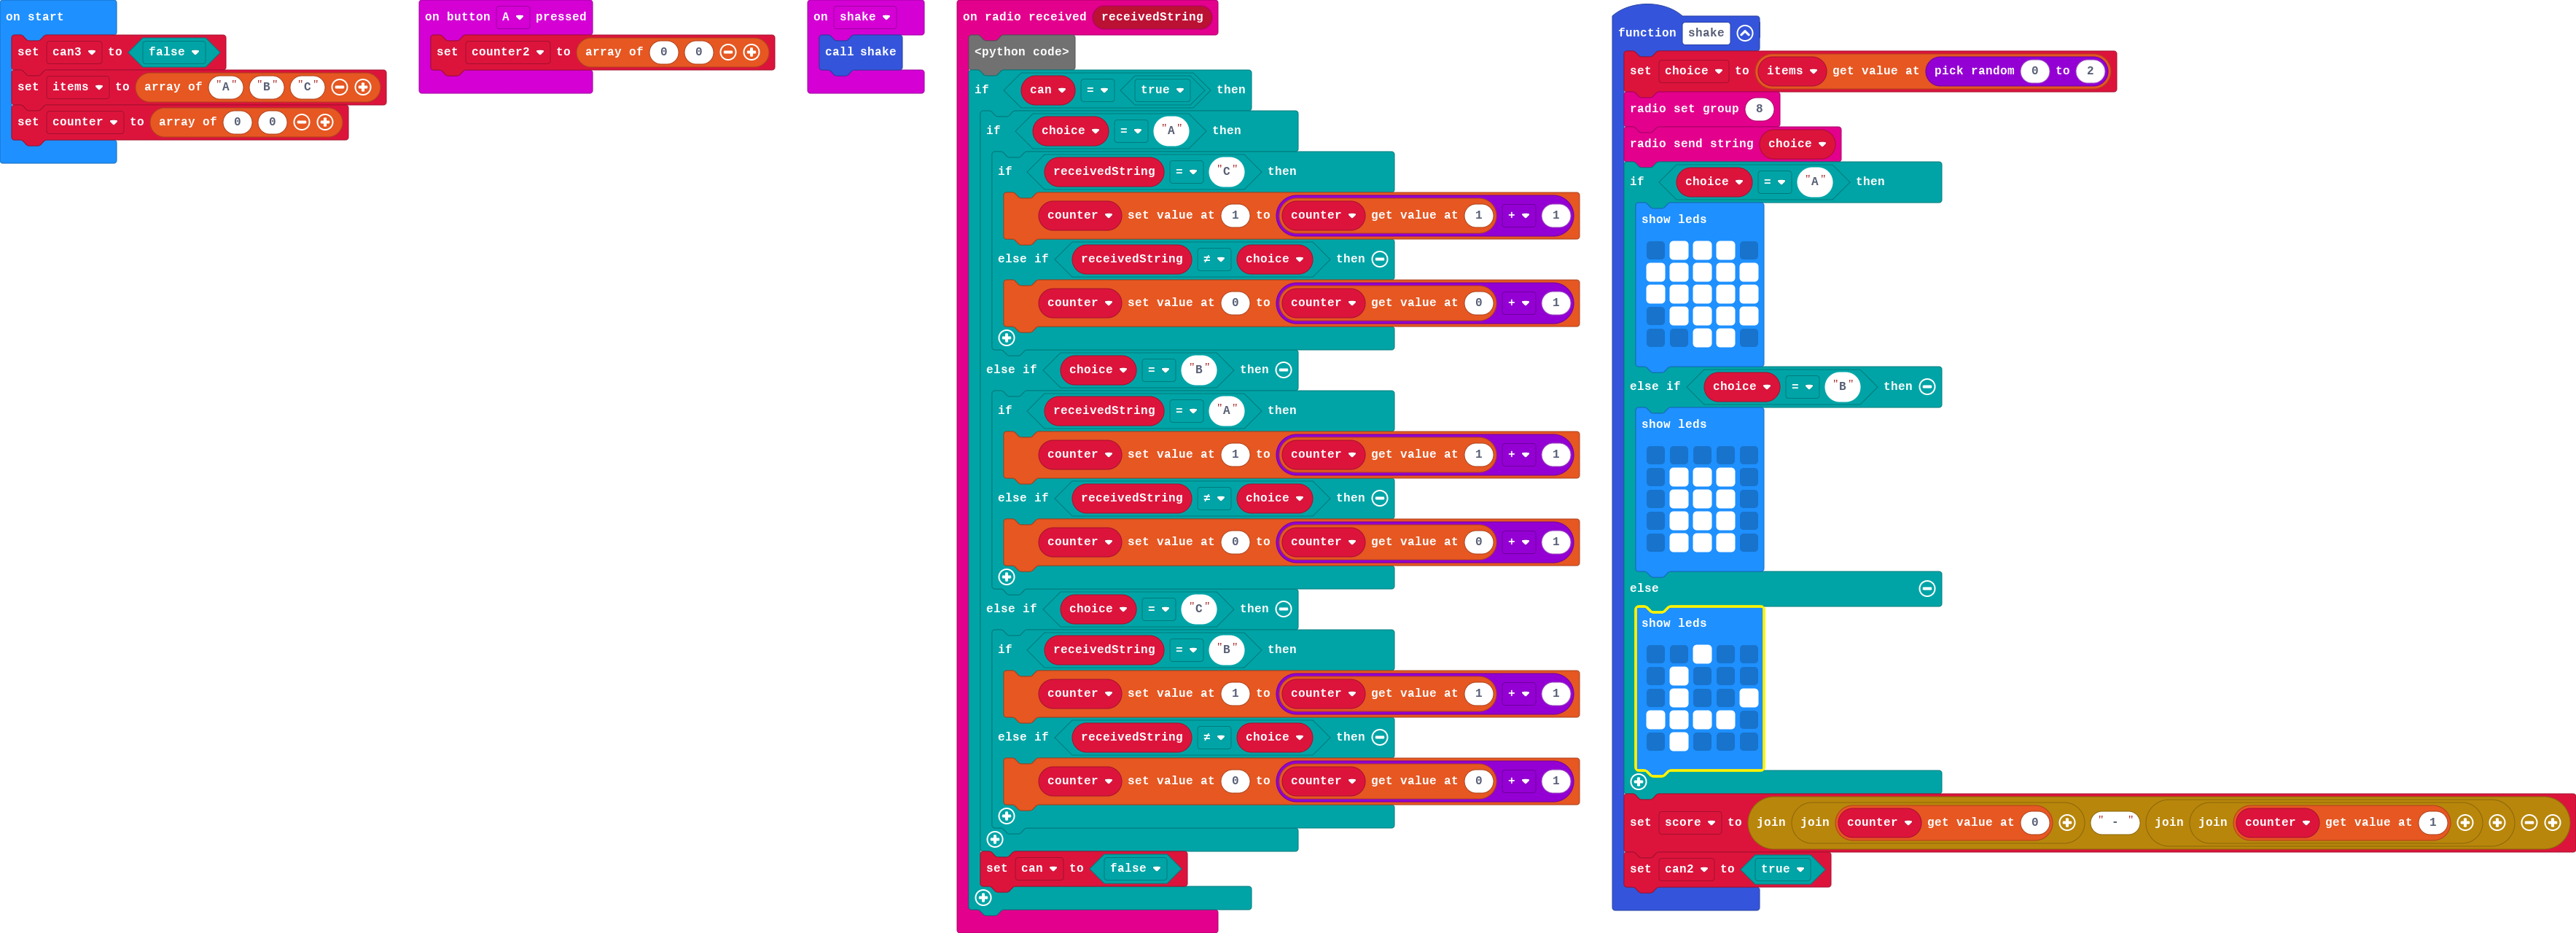 on start
set can3 to false
set items to array of "A" "B" "C"
set counter to array of 0 0
on button A pressed
set counter2 to array of 0 0
on shake
call shake
on radio received receivedString
<python code>
if can = true then
if choice = "A" then
if receivedString = "C" then
counter set value at 1 to counter get value at 1 + 1
else if receivedString ≠ choice then
counter set value at 0 to counter get value at 0 + 1
else if choice = "B" then
if receivedString = "A" then
counter set value at 1 to counter get value at 1 + 1
else if receivedString ≠ choice then
counter set value at 0 to counter get value at 0 + 1
else if choice = "C" then
if receivedString = "B" then
counter set value at 1 to counter get value at 1 + 1
else if receivedString ≠ choice then
counter set value at 0 to counter get value at 0 + 1
set can to false
function shake
set choice to items get value at pick random 0 to 2
radio set group 8
radio send string choice
if choice = "A" then
show leds
else if choice = "B" then
show leds
else
show leds
set score to join join counter get value at 0 " - " join join counter get value at 1
set can2 to true